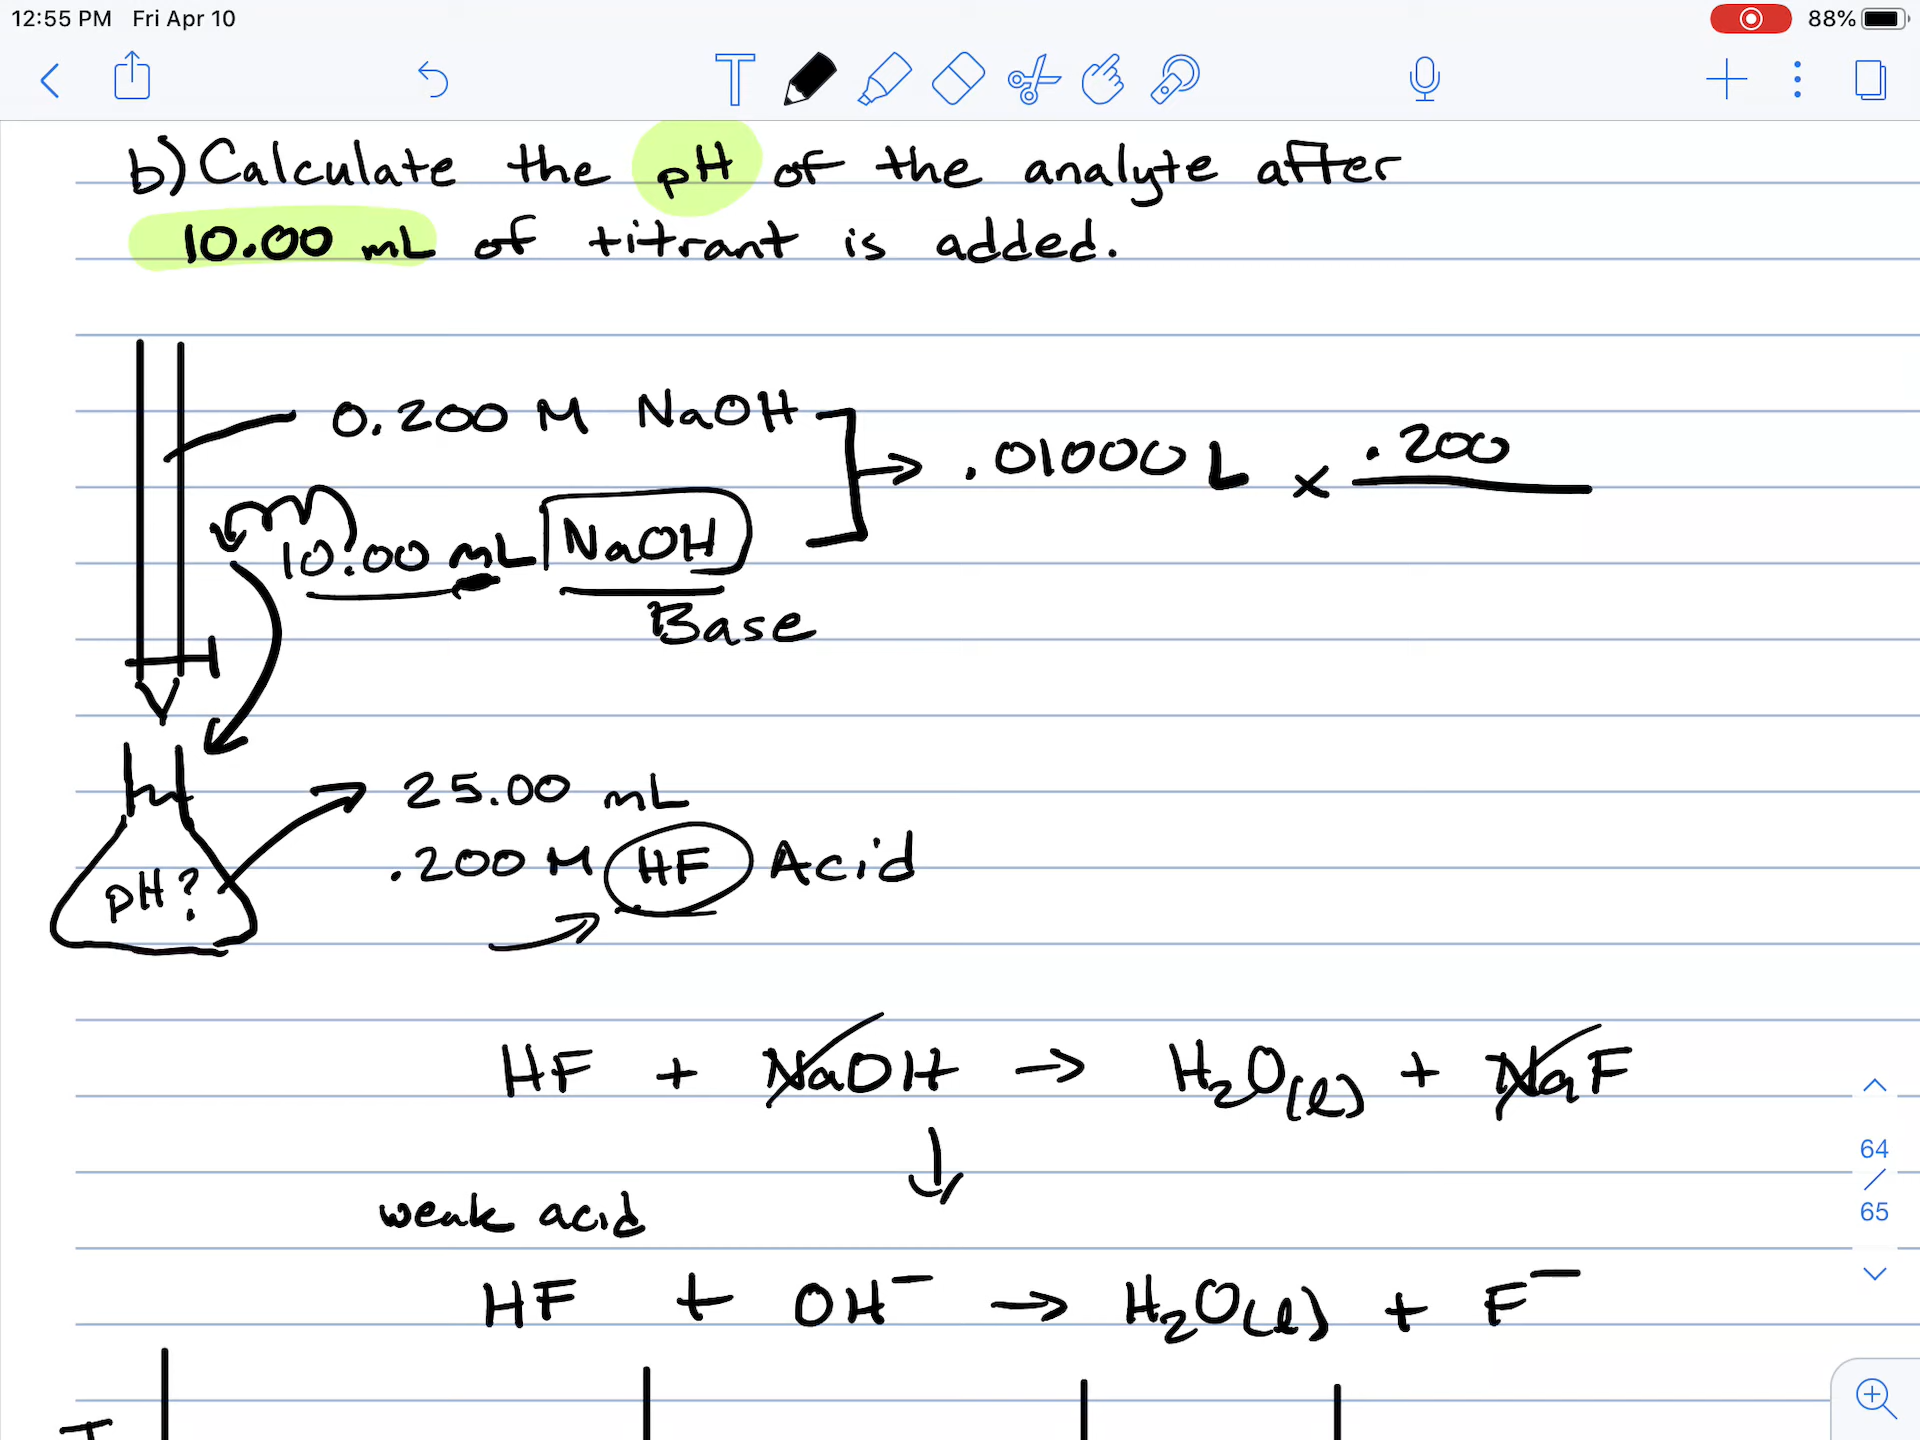 12:55 PM Fri Apr 10 88%
T
b) Calculate the pH of the analyte after
10.00 mL of titrant is added.
0.200 M NaOH
.01000 L x .200
10.00 mL NaOH
Base
25.00 mL
.200 M HF Acid
pH?
HF + NaOH → H₂O(l) + NaF
64
/
65
weak acid
HF + OH⁻ → H₂O(l) + F⁻